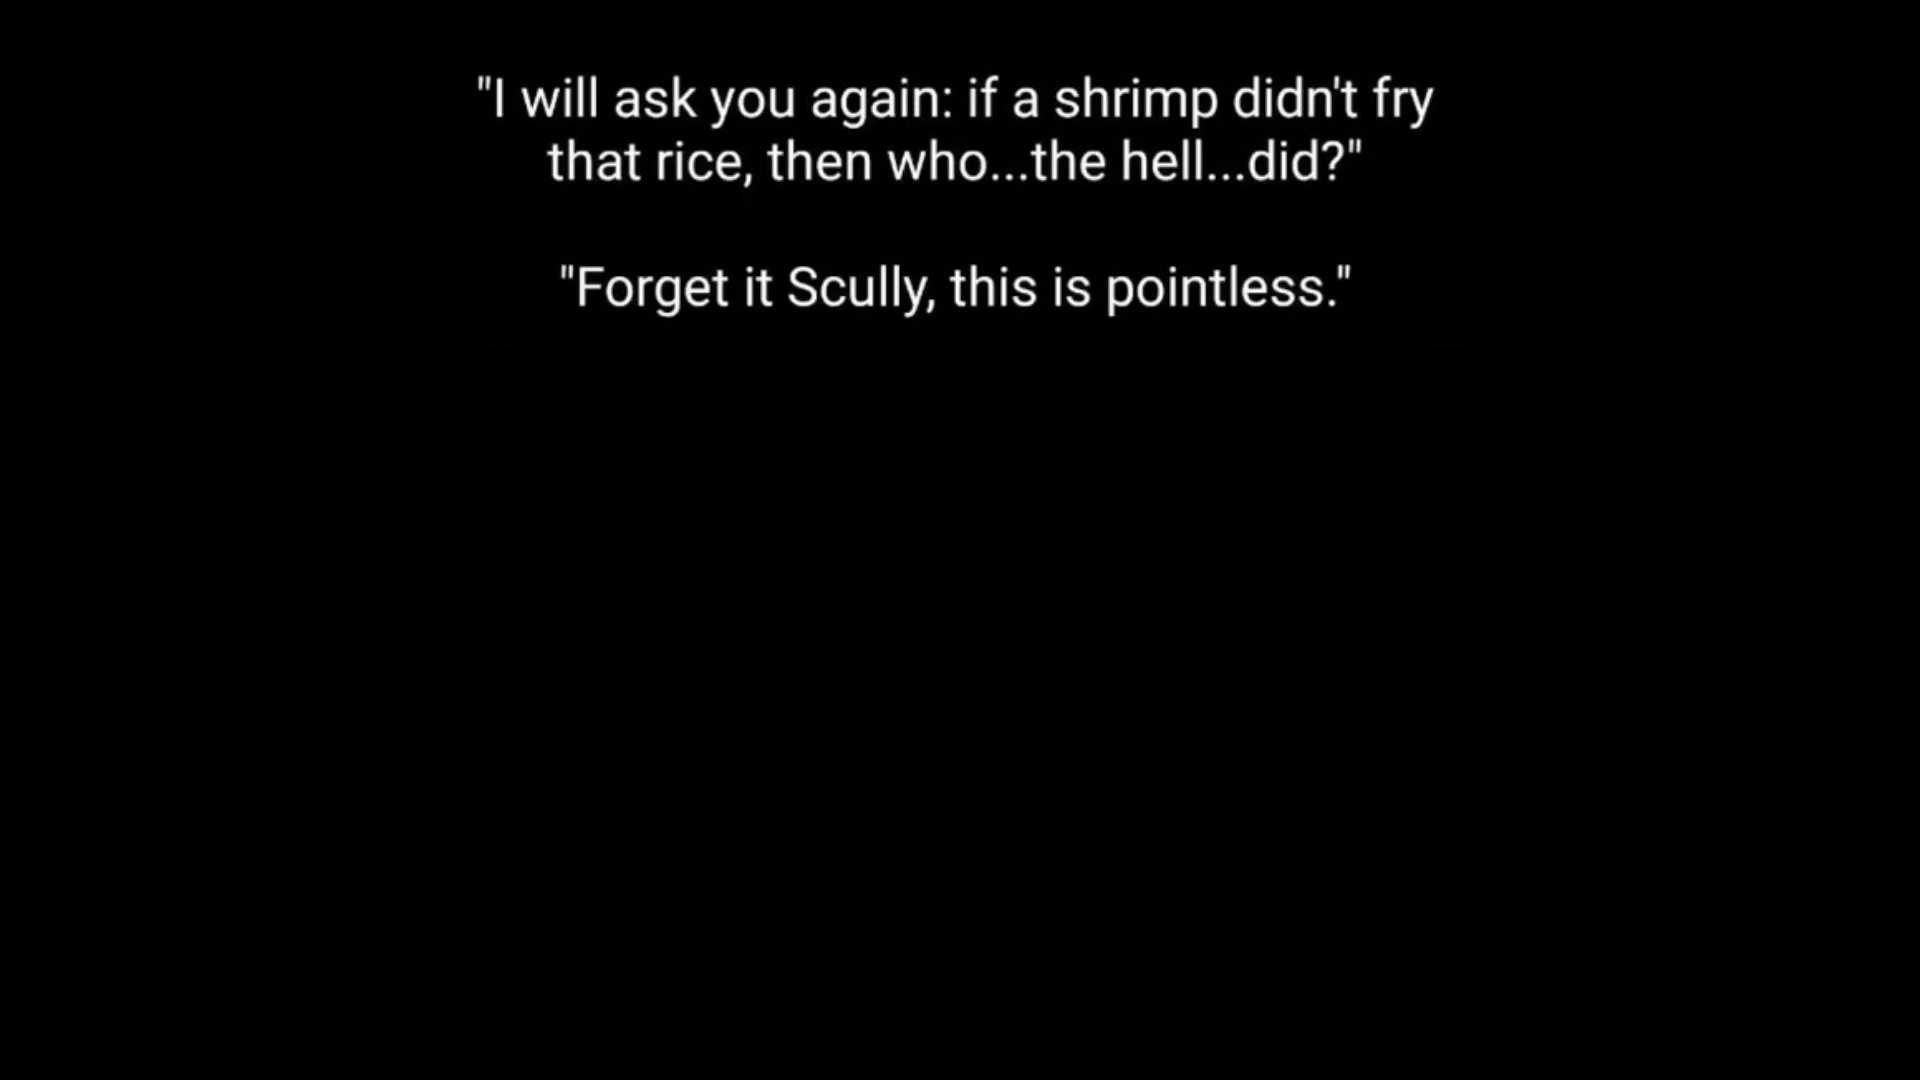 "I will ask you again: if a shrimp didn't fry
that rice, then who...the hell...did?"
"Forget it Scully, this is pointless."